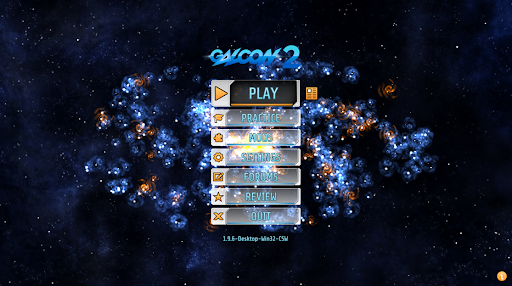 GALCON 2
PLAY
PRACTICE
MODS
SETTINGS
FORUMS
REVIEW
QUIT
1.9.6-Desktop-Win32-CSW